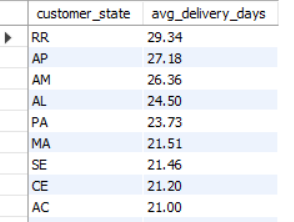 customer_state avg_delivery_days
RR 29.34
AP 27.18
AM 26.36
AL 24.50
PA 23.73
MA 21.51
SE 21.46
CE 21.20
AC 21.00